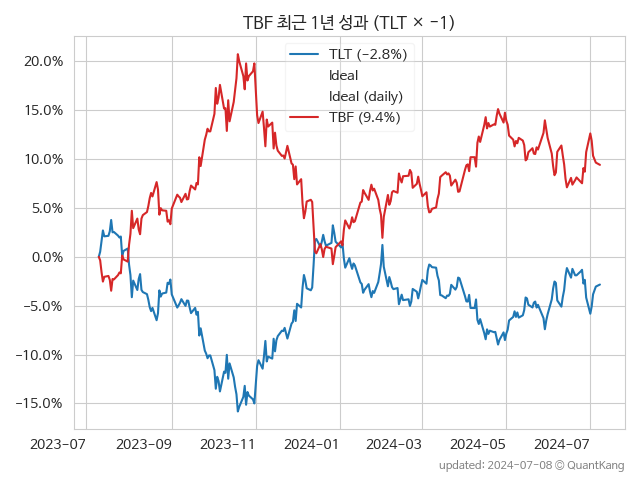 TBF 최근 1년 성과 (TLT × −1)
TLT (−2.8%)
Ideal
Ideal (daily)
TBF (9.4%)
20.0%
15.0%
10.0%
5.0%
0.0%
−5.0%
−10.0%
−15.0%
2023-07 2023-09 2023-11 2024-01 2024-03 2024-05 2024-07
updated: 2024-07-08 © QuantKang